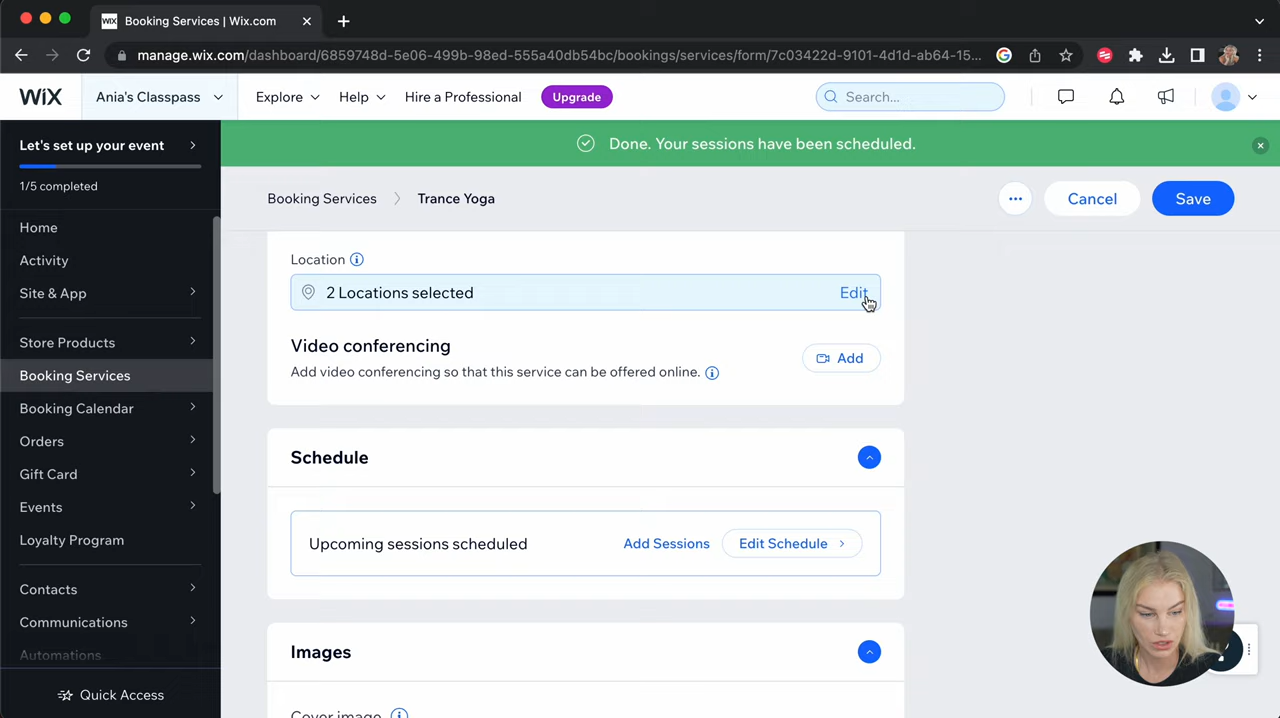 WiX Booking Services | Wix.com
manage.wix.com/dashboard/6859748d-5e06-499b-98ed-555a40db54bc/bookings/services/form/7c03422d-9101-4d1d-ab64-15...
WiX Ania's Classpass Explore Help Hire a Professional Upgrade Search...
Let's set up your event
1/5 completed
Done. Your sessions have been scheduled.
Booking Services Trance Yoga ... Cancel Save
Home
Activity
Site & App
Store Products
Booking Services
Booking Calendar
Orders
Gift Card
Events
Loyalty Program
Contacts
Communications
Automations
Quick Access
Location
2 Locations selected Edit
Video conferencing
Add video conferencing so that this service can be offered online.
Add
Schedule
Upcoming sessions scheduled Add Sessions Edit Schedule
Images
Cover image